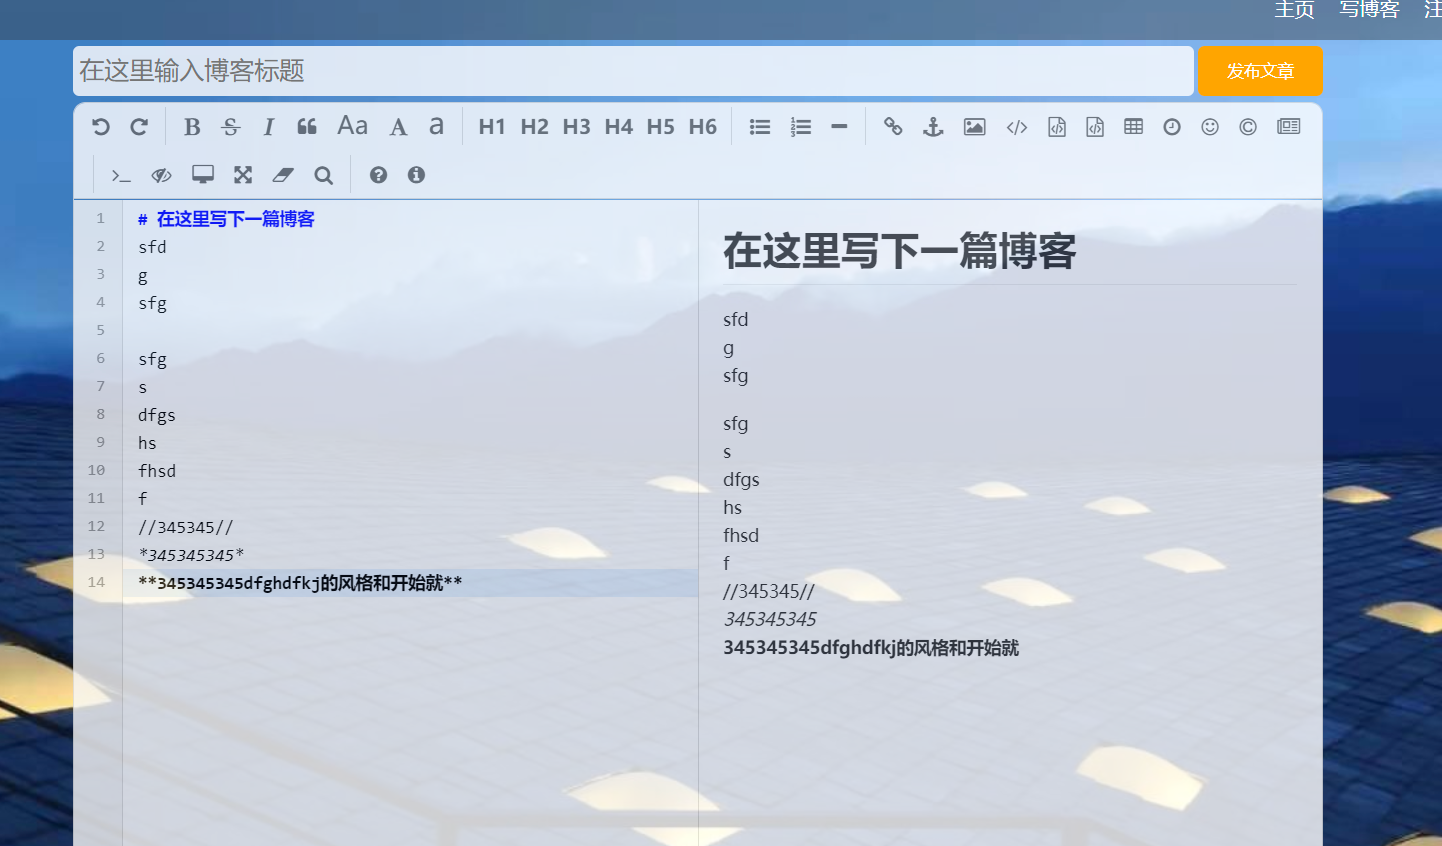 主页 写博客 注
在这里输入博客标题 发布文章
B S I Aa A a H1 H2 H3 H4 H5 H6
1 # 在这里写下一篇博客
2 sfd
3 g
4 sfg
5
6 sfg
7 s
8 dfgs
9 hs
10 fhsd
11 f
12 //345345//
13 *345345345*
14 **345345345dfghdfkj的风格和开始就**
在这里写下一篇博客
sfd
g
sfg
sfg
s
dfgs
hs
fhsd
f
//345345//
345345345
345345345dfghdfkj的风格和开始就